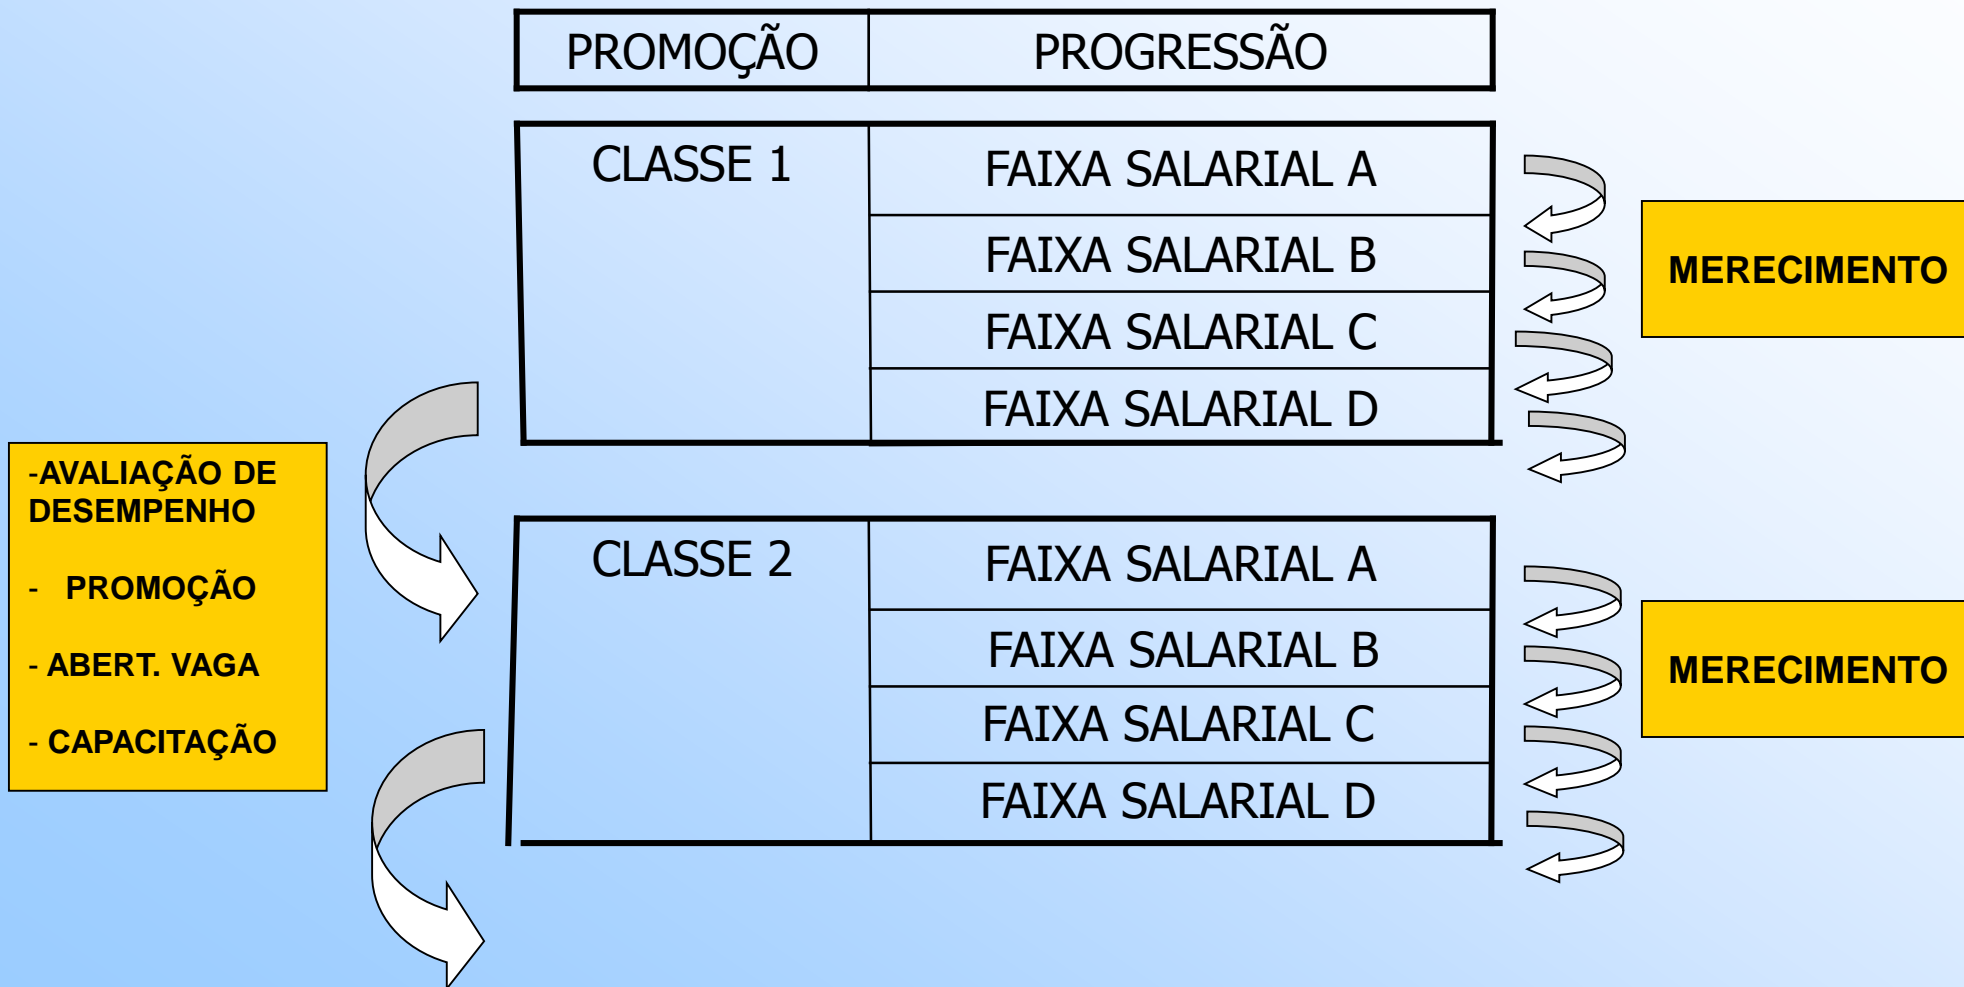 PROMOÇÃO PROGRESSÃO
CLASSE 1
FAIXA SALARIAL A
FAIXA SALARIAL B
FAIXA SALARIAL C
FAIXA SALARIAL D
MERECIMENTO
-AVALIAÇÃO DE
DESEMPENHO
- PROMOÇÃO
- ABERT. VAGA
- CAPACITAÇÃO
CLASSE 2
FAIXA SALARIAL A
FAIXA SALARIAL B
FAIXA SALARIAL C
FAIXA SALARIAL D
MERECIMENTO